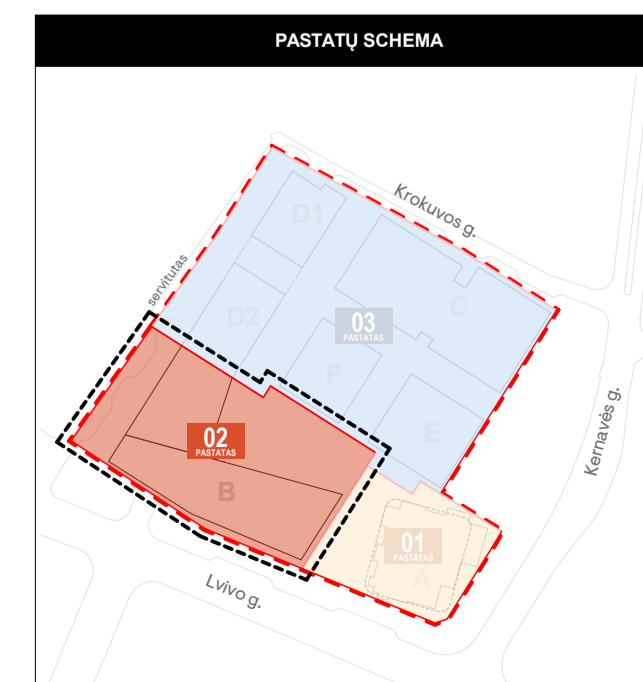 PASTATŲ SCHEMA
Krokuvos g.
D1
servitutas
C
03
PASTATAS
D2
F
Kernavės g.
E
02
PASTATAS
B
01
PASTATAS
A
Lvivo g.